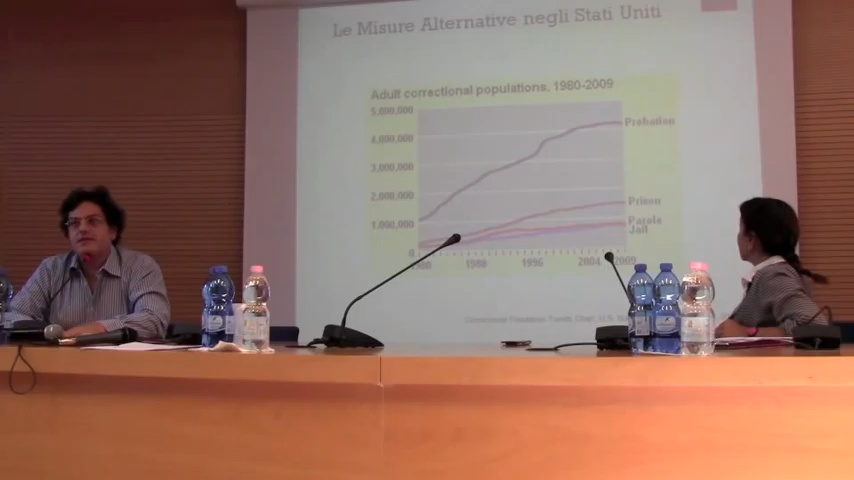 Le Misure Alternative negli Stati Uniti
Adult correctional populations, 1980-2009
5,000,000
4,000,000
3,000,000
2,000,000
1,000,000
0
Probation
Prison
Parole
Jail
1980 1988 1996 2004 2009